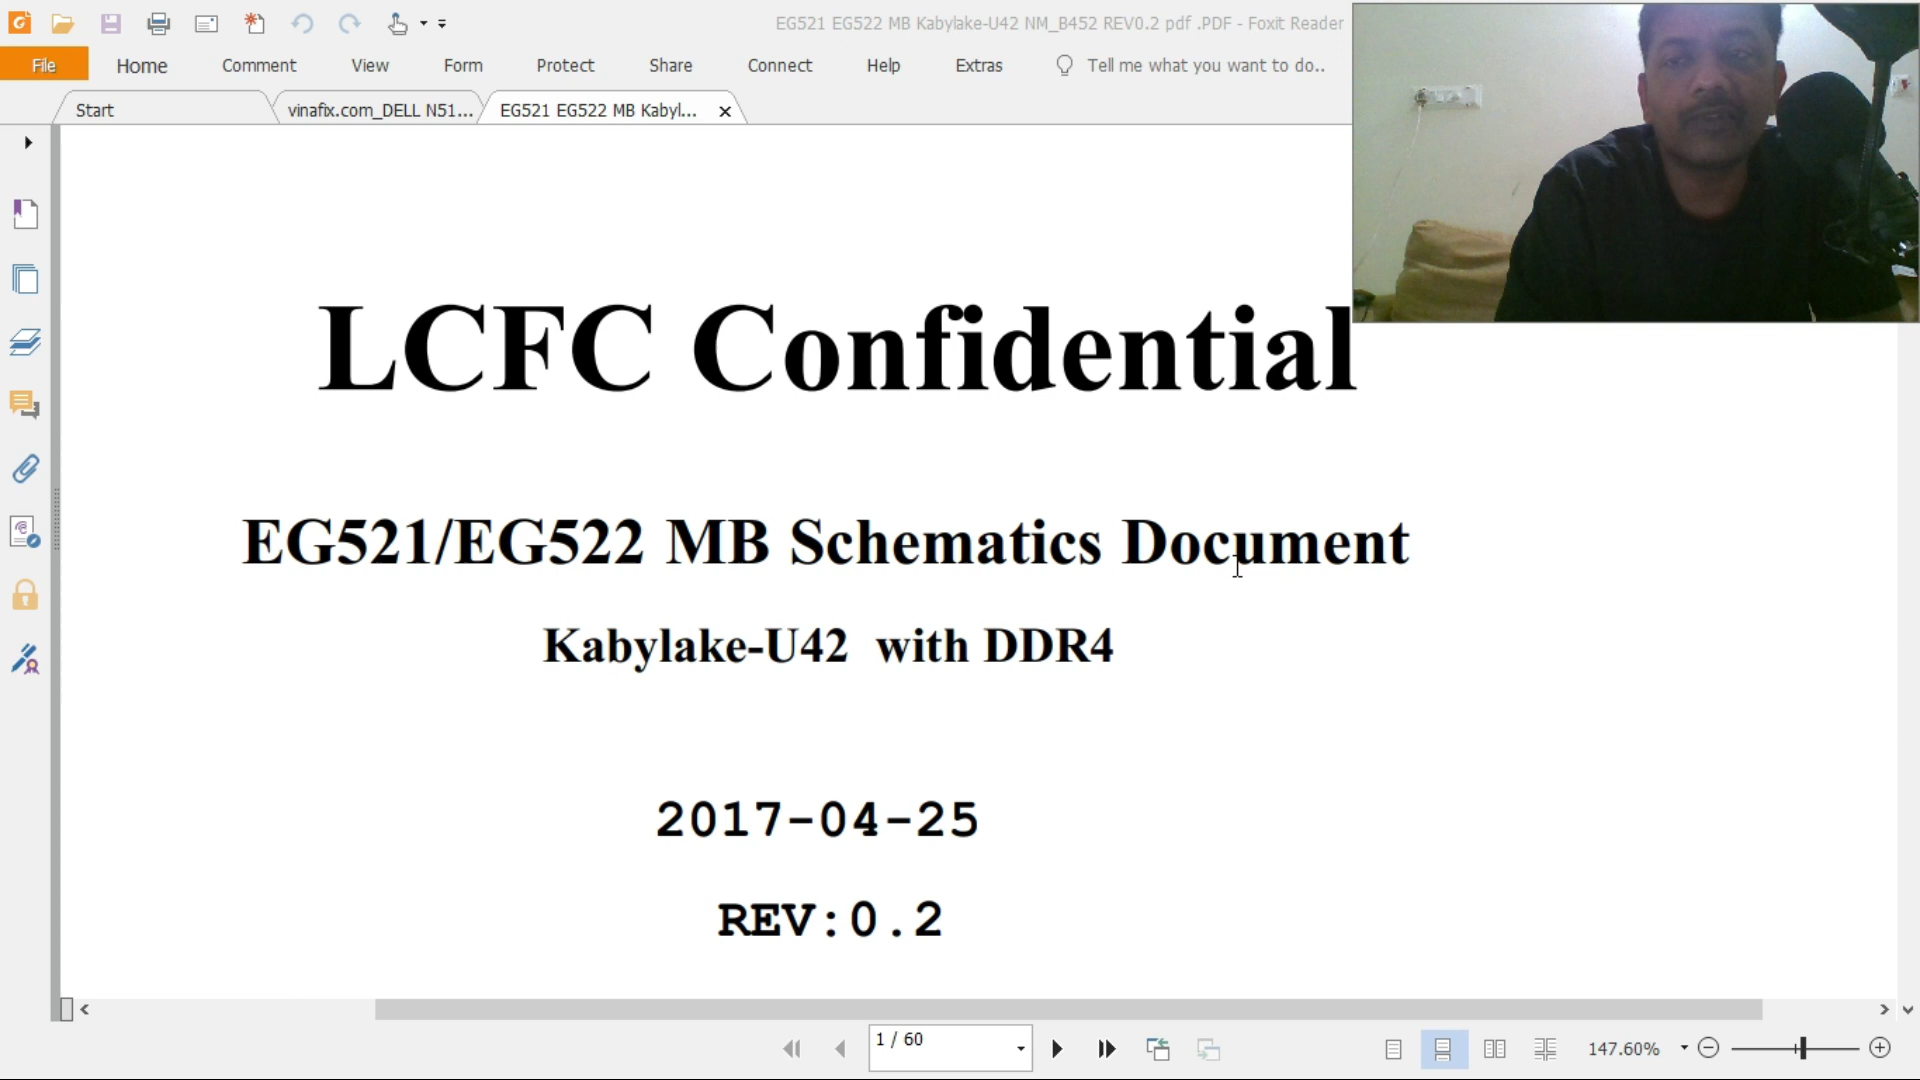 EG521 EG522 MB Kabylake-U42 NM_B452 REV0.2 pdf .PDF - Foxit Reader
File Home Comment View Form Protect Share Connect Help Extras Tell me what you want to do..
Start vinafix.com_DELL N51... EG521 EG522 MB Kabyl...
LCFC Confidential
EG521/EG522 MB Schematics Document
Kabylake-U42 with DDR4
2017-04-25
REV:0.2
1 / 60
147.60%